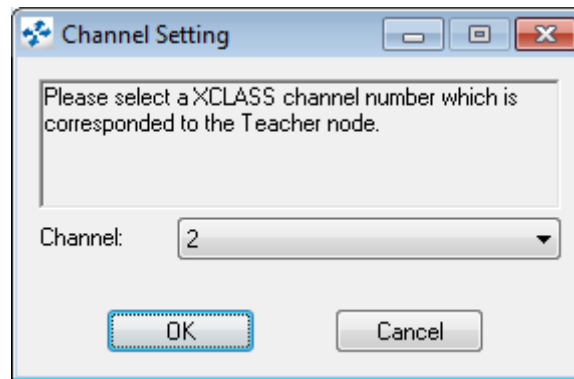 Channel Setting
Please select a XCLASS channel number which is
corresponded to the Teacher node.
Channel:
2
OK
Cancel